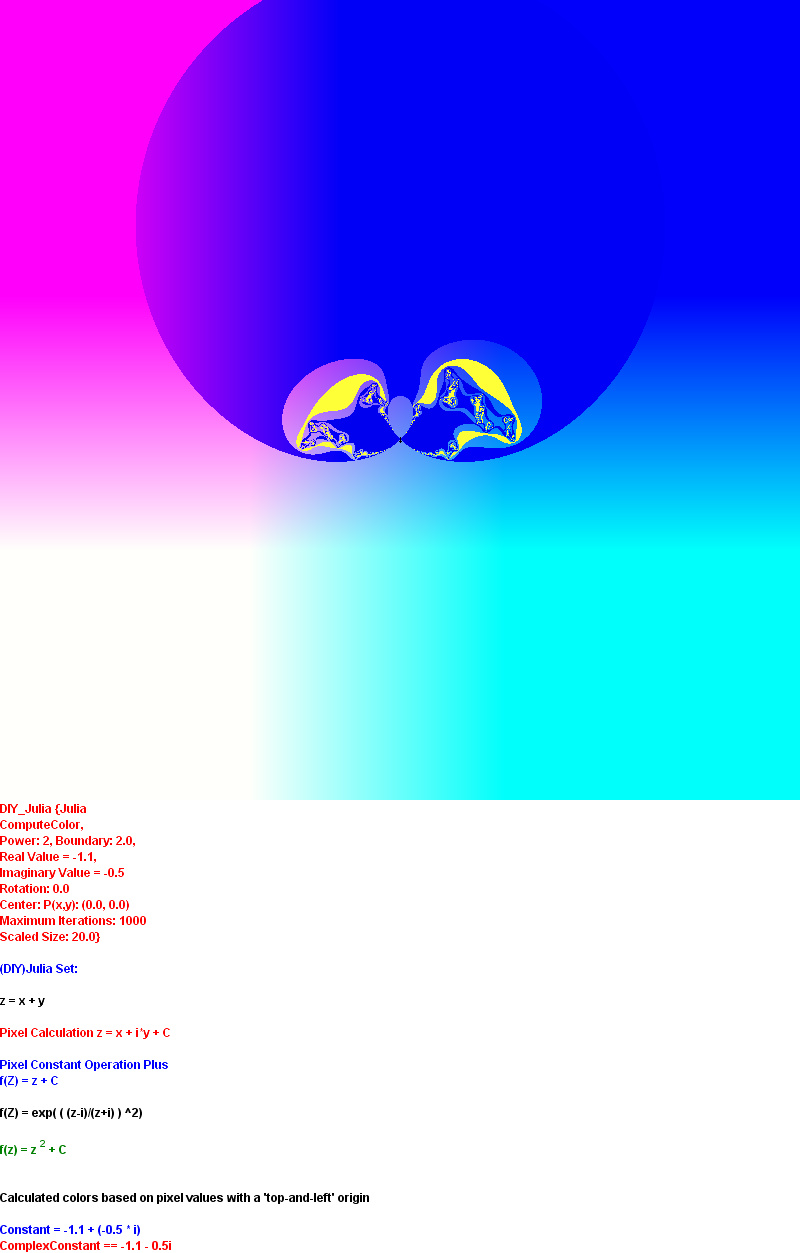 DIY_Julia {Julia
ComputeColor,
Power: 2, Boundary: 2.0,
Real Value = -1.1,
Imaginary Value = -0.5
Rotation: 0.0
Center: P(x,y): (0.0, 0.0)
Maximum Iterations: 1000
Scaled Size: 20.0}
(DIY)Julia Set:
z = x + y
Pixel Calculation z = x + i*y + C
Pixel Constant Operation Plus
f(Z) = z + C
f(Z) = exp( ( (z-i)/(z+i) ) ^2)
f(z) = z 2 + C
Calculated colors based on pixel values with a 'top-and-left' origin
Constant = -1.1 + (-0.5 * i)
ComplexConstant == -1.1 - 0.5i